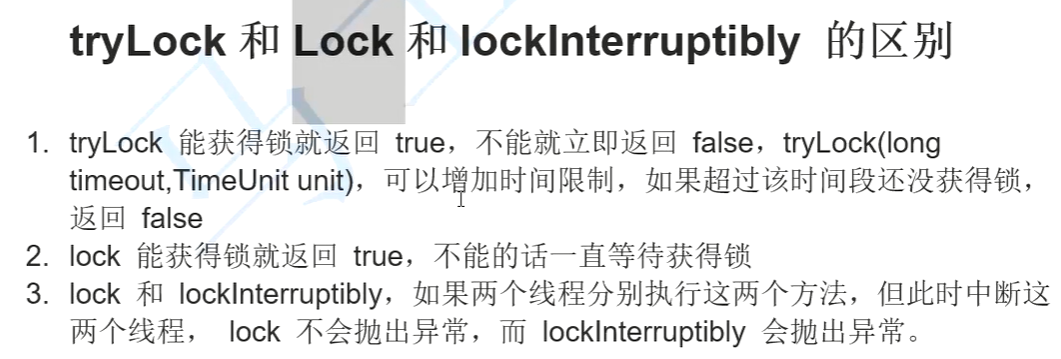 tryLock 和 Lock 和 lockInterruptibly 的区别
1. tryLock 能获得锁就返回 true，不能就立即返回 false，tryLock(long
timeout,TimeUnit unit)，可以增加时间限制，如果超过该时间段还没获得锁，
返回 false
2. lock 能获得锁就返回 true，不能的话一直等待获得锁
3. lock 和 lockInterruptibly，如果两个线程分别执行这两个方法，但此时中断这
两个线程， lock 不会抛出异常，而 lockInterruptibly 会抛出异常。